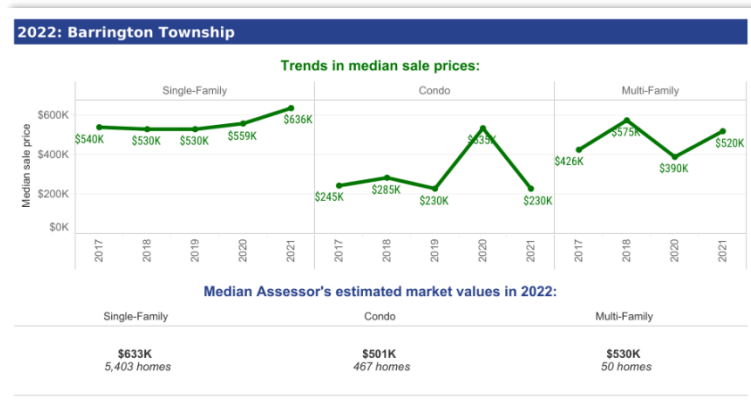 2022: Barrington Township
Trends in median sale prices:
Single-Family Condo Multi-Family
Median sale price
$600K
$400K
$200K
$0K
$540K $530K $530K $559K $636K
$245K $285K $230K $535K $230K
$426K $575K $390K $520K
2017 2018 2019 2020 2021 2017 2018 2019 2020 2021 2017 2018 2020 2021
Median Assessor's estimated market values in 2022:
Single-Family Condo Multi-Family
$633K $501K $530K
5,403 homes 467 homes 50 homes